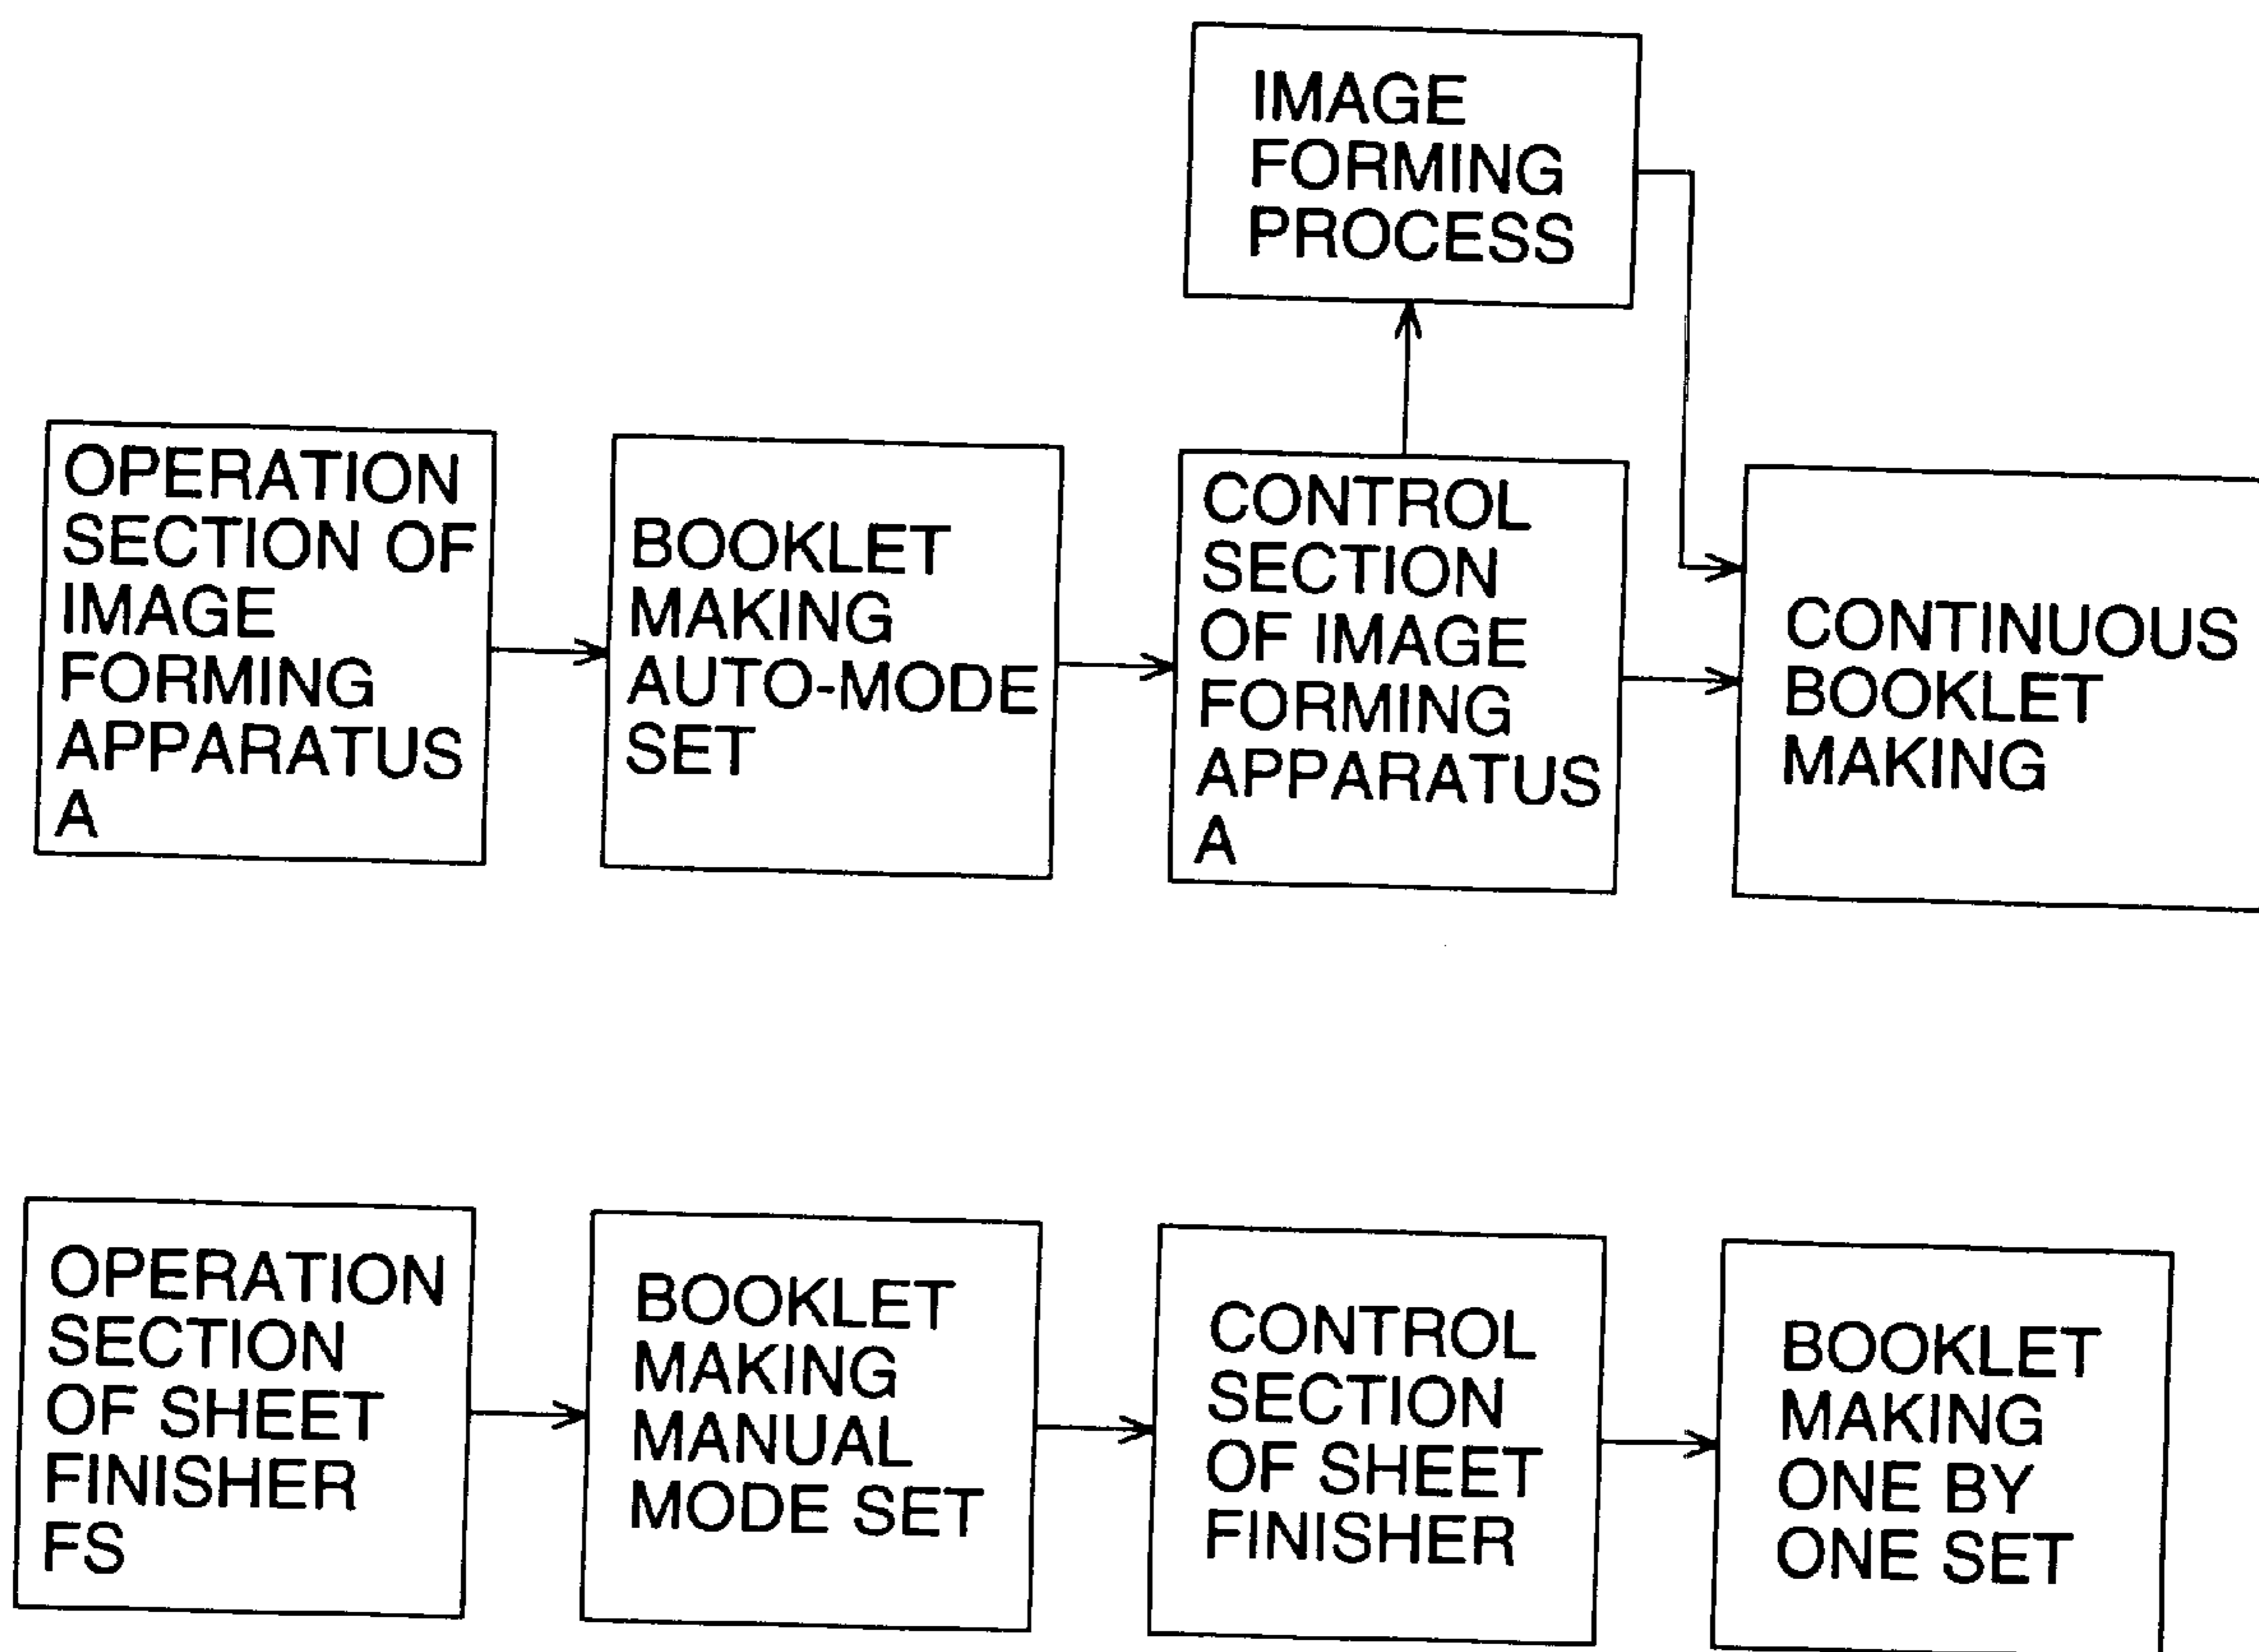 IMAGE
FORMING
PROCESS
OPERATION
SECTION OF
IMAGE
FORMING
APPARATUS
A
BOOKLET
MAKING
AUTO-MODE
SET
CONTROL
SECTION
OF IMAGE
FORMING
APPARATUS
A
CONTINUOUS
BOOKLET
MAKING
OPERATION
SECTION
OF SHEET
FINISHER
FS
BOOKLET
MAKING
MANUAL
MODE SET
CONTROL
SECTION
OF SHEET
FINISHER
BOOKLET
MAKING
ONE BY
ONE SET